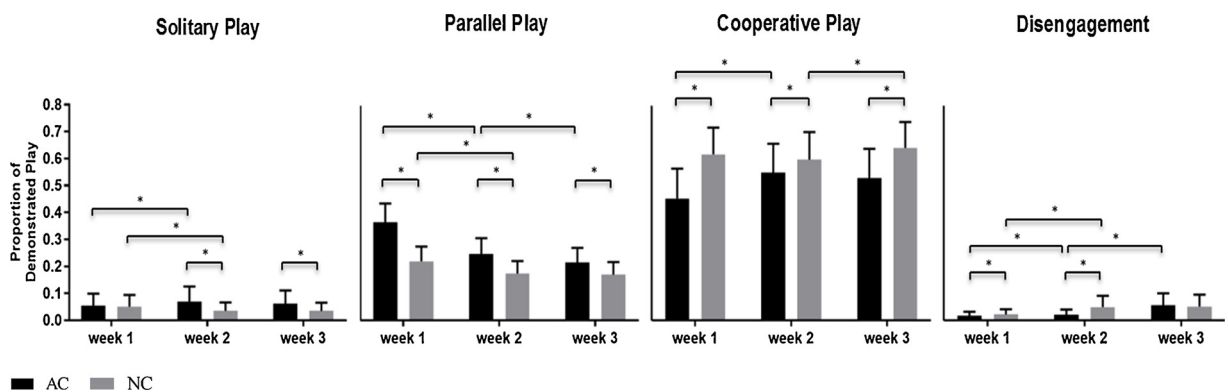 Solitary Play
Parallel Play
Cooperative Play
Disengagement
Proportion of
Demonstrated Play
0.8
0.7
0.6
0.5
0.4
0.3
0.2
0.1
0.0
* * * *
* * * * * *
* * * * *
* * * * *
week 1 week 2 week 3
week 1 week 2 week 3
week 1 week 2 week 3
week 1 week 2 week 3
AC NC